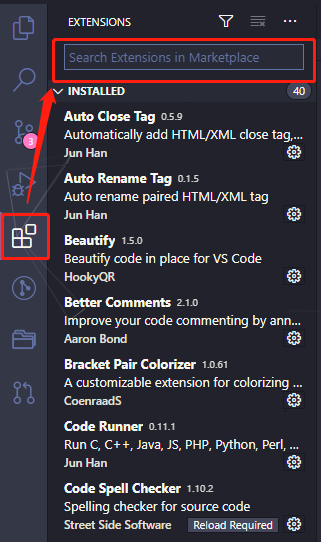 EXTENSIONS
Search Extensions in Marketplace
INSTALLED 40
Auto Close Tag 0.5.9
Automatically add HTML/XML close tag,...
Jun Han
3
Auto Rename Tag 0.1.5
Auto rename paired HTML/XML tag
Jun Han
Beautify 1.5.0
Beautify code in place for VS Code
HookyQR
Better Comments 2.1.0
Improve your code commenting by ann...
Aaron Bond
Bracket Pair Colorizer 1.0.61
A customizable extension for colorizing ...
CoenraadS
Code Runner 0.11.1
Run C, C++, Java, JS, PHP, Python, Perl, ...
Jun Han
Code Spell Checker 1.10.2
Spelling checker for source code
Street Side Software Reload Required